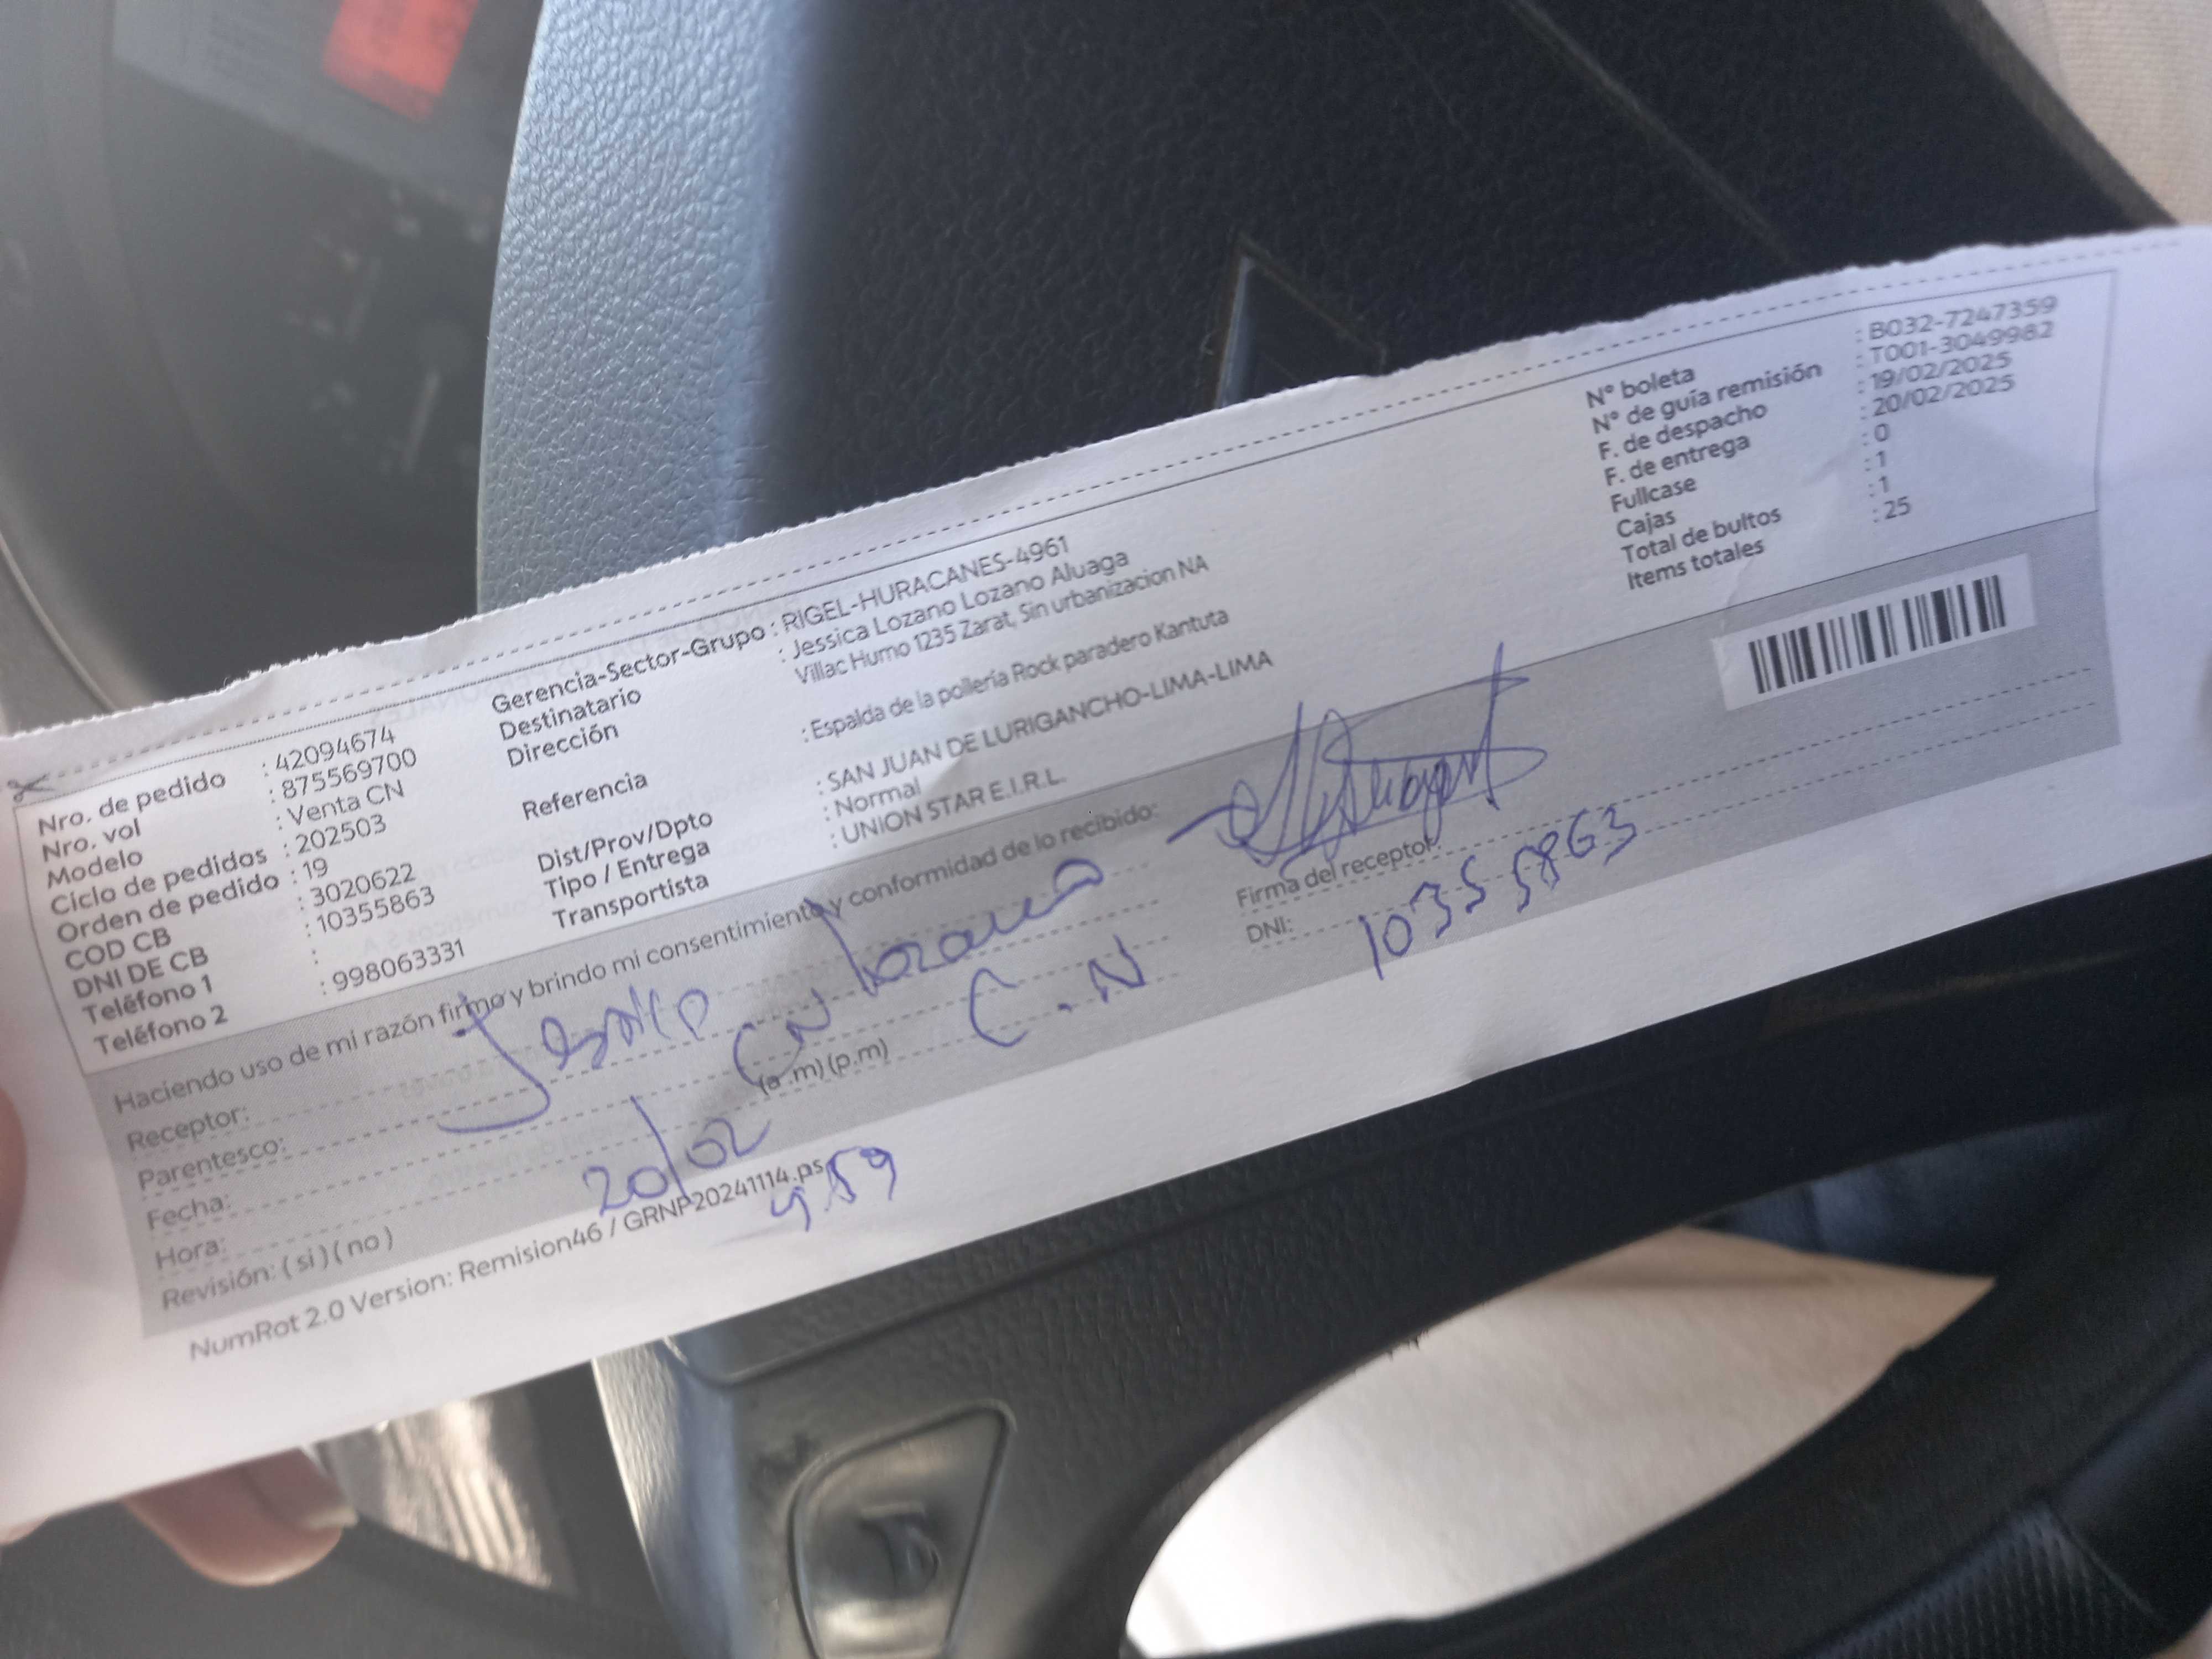 Nro. de pedido : 42094674
Nro. vol : 875569700
Modelo : Venta CN
Ciclo de pedidos : 202503
Orden de pedido : 19
COD CB : 3020622
DNI DE CB : 10355863
Teléfono 1 :
Teléfono 2 : 998063331
Gerencia-Sector-Grupo : RIGEL-HURACANES-4961
Destinatario : Jessica Lozano Lozano Aluaga
Dirección Villac Humo 1235 Zarat, Sin urbanizacion NA
Referencia : Espalda de la pollería Rock paradero Kantuta
Dist/Prov/Dpto : SAN JUAN DE LURIGANCHO-LIMA-LIMA
Tipo / Entrega : Normal
Transportista : UNION STAR E.I.R.L.
N° boleta : B032-7247359
N° de guía remisión : T001-3049982
F. de despacho : 19/02/2025
F. de entrega : 20/02/2025
Fullcase : 0
Cajas : 1
Total de bultos : 1
Items totales : 25
Haciendo uso de mi razón firmo y brindo mi consentimiento y conformidad de lo recibido:
Receptor: Jessica Lozano
Parentesco: CN C.N
Fecha: 20/02
Hora: (a.m) (p.m) 9.59
Revisión: ( si ) ( no )
Firma del receptor:
DNI: 10355863
NumRot 2.0 Version: Remision46 / GRNP20241114.ps